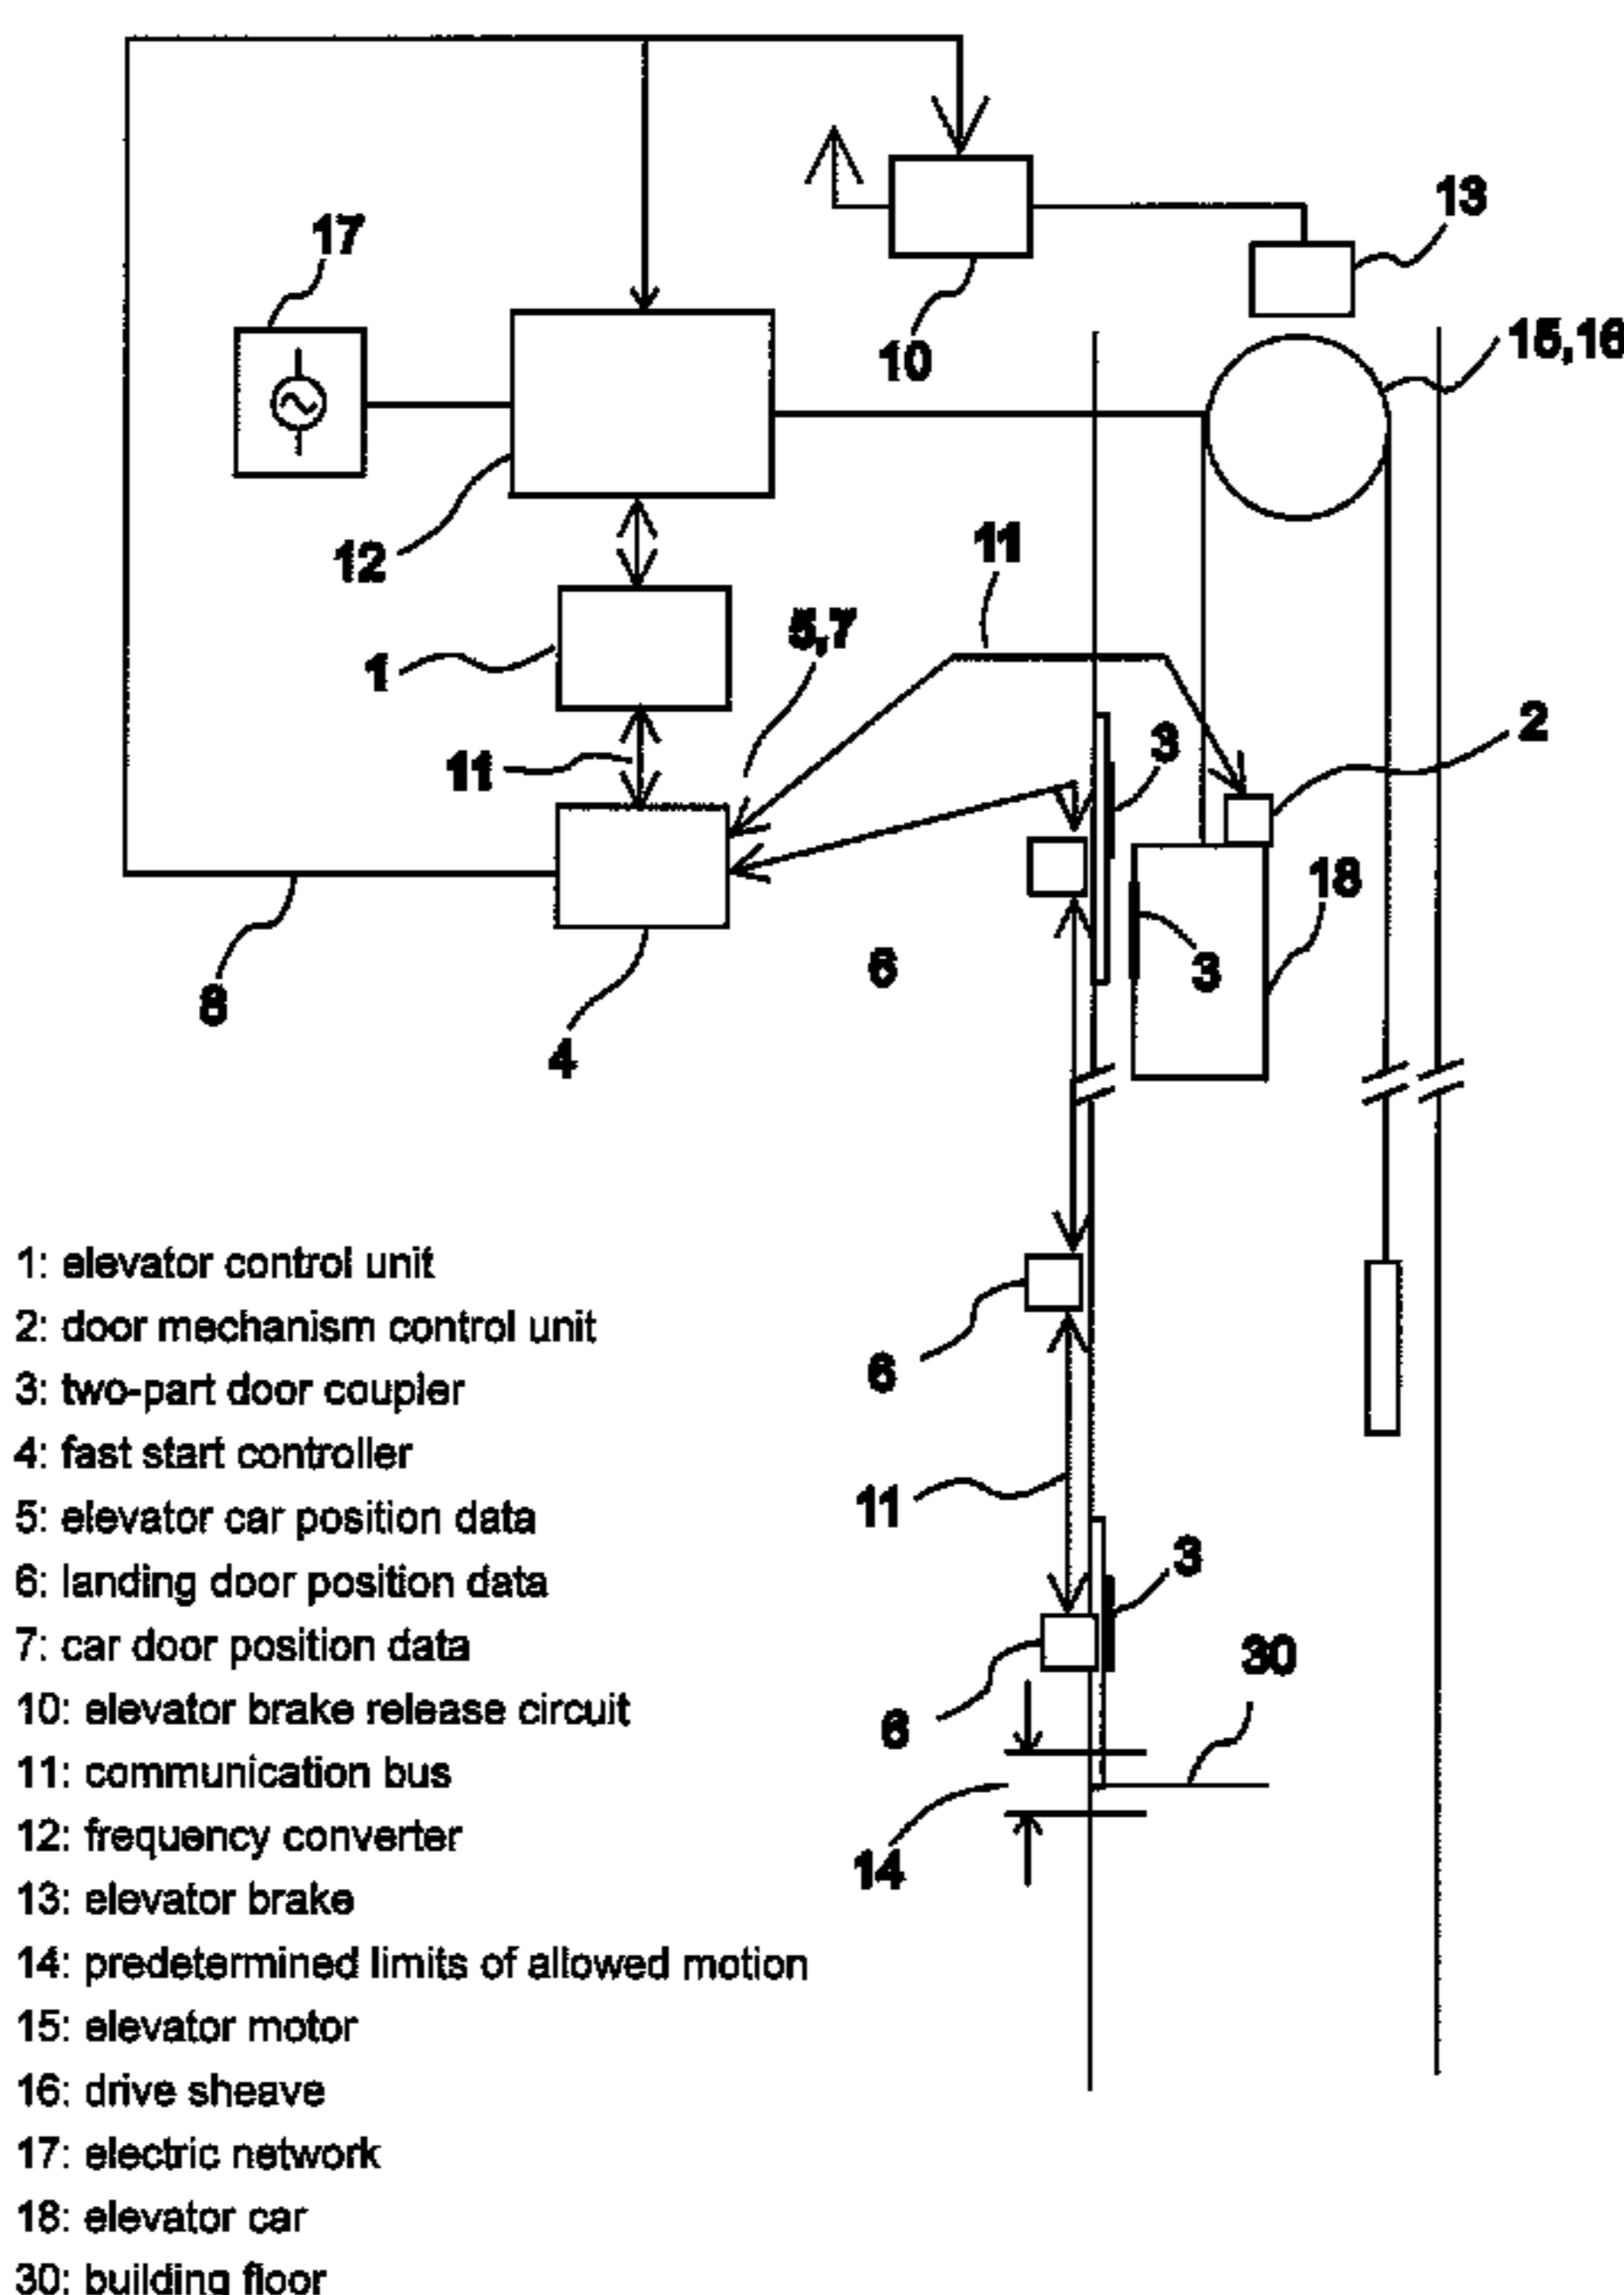 13
17
15,16
10
12
11
5,7
1
2
11
3
18
6
3
8
4
6
11
3
30
6
14
1: elevator control unit
2: door mechanism control unit
3: two-part door coupler
4: fast start controller
5: elevator car position data
6: landing door position data
7: car door position data
10: elevator brake release circuit
11: communication bus
12: frequency converter
13: elevator brake
14: predetermined limits of allowed motion
15: elevator motor
16: drive sheave
17: electric network
18: elevator car
30: building floor